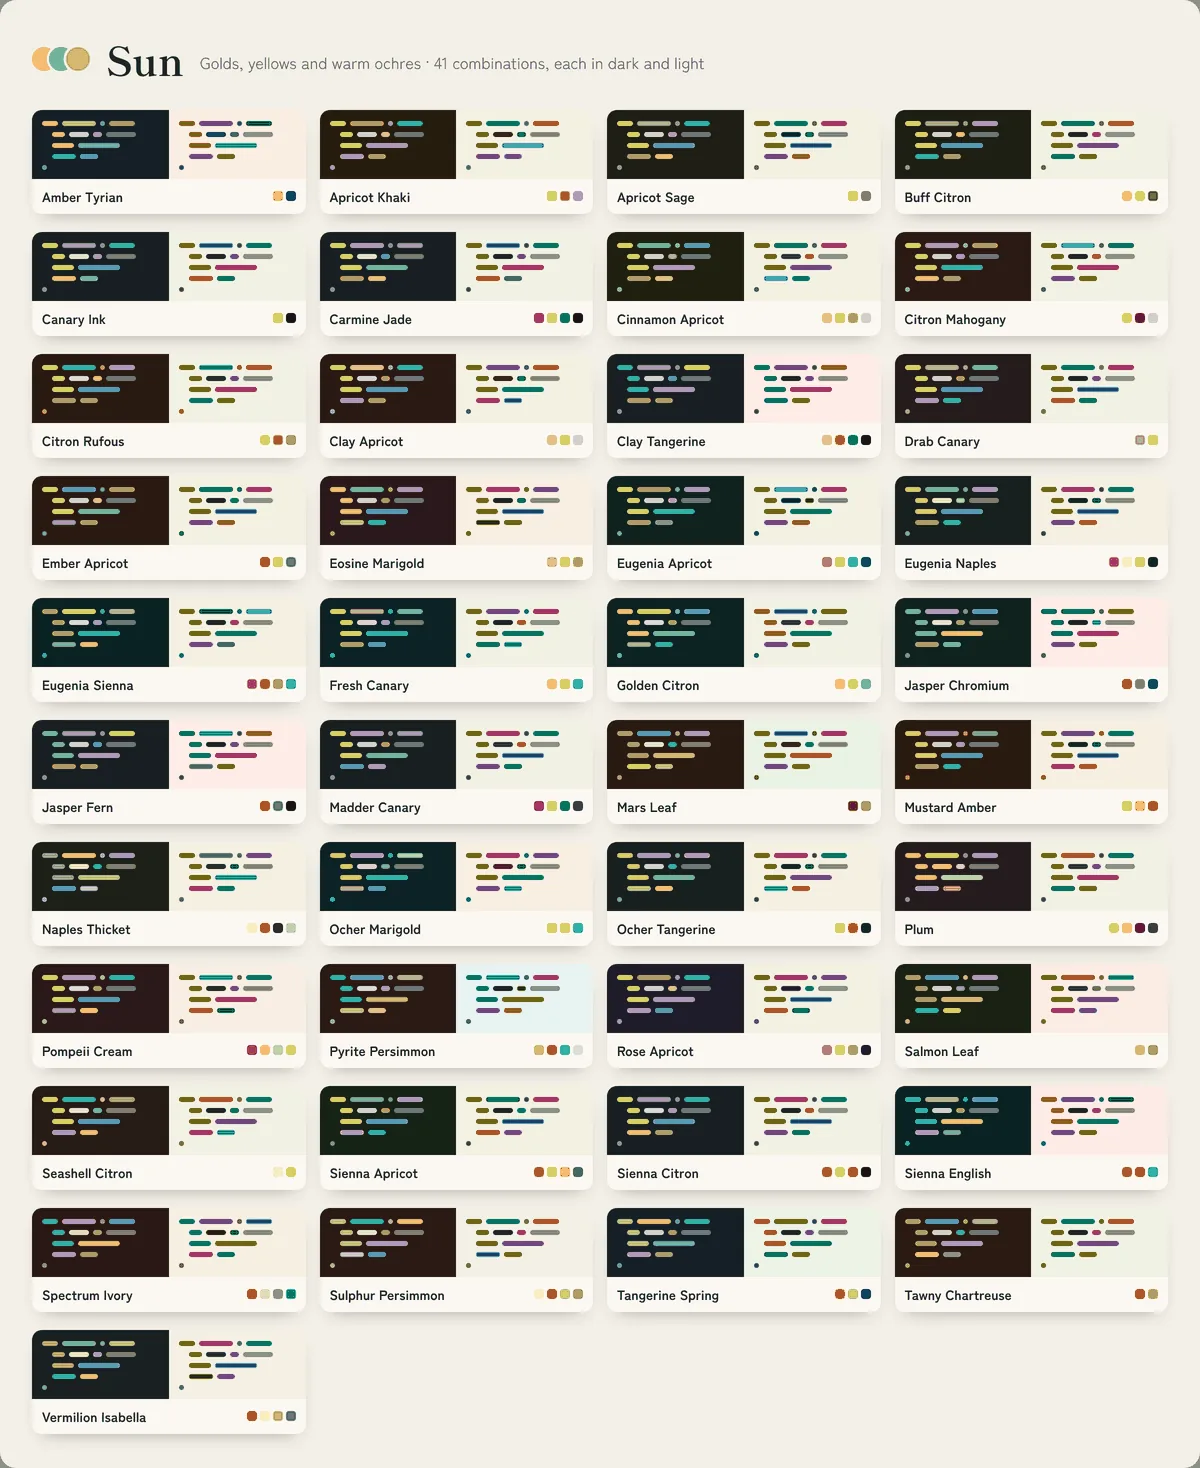 Sun
Golds, yellows and warm ochres · 41 combinations, each in dark and light
Amber Tyrian
Apricot Khaki
Apricot Sage
Buff Citron
Canary Ink
Carmine Jade
Cinnamon Apricot
Citron Mahogany
Citron Rufous
Clay Apricot
Clay Tangerine
Drab Canary
Ember Apricot
Eosine Marigold
Eugenia Apricot
Eugenia Naples
Eugenia Sienna
Fresh Canary
Golden Citron
Jasper Chromium
Jasper Fern
Madder Canary
Mars Leaf
Mustard Amber
Naples Thicket
Ocher Marigold
Ocher Tangerine
Plum
Pompeii Cream
Pyrite Persimmon
Rose Apricot
Salmon Leaf
Seashell Citron
Sienna Apricot
Sienna Citron
Sienna English
Spectrum Ivory
Sulphur Persimmon
Tangerine Spring
Tawny Chartreuse
Vermilion Isabella